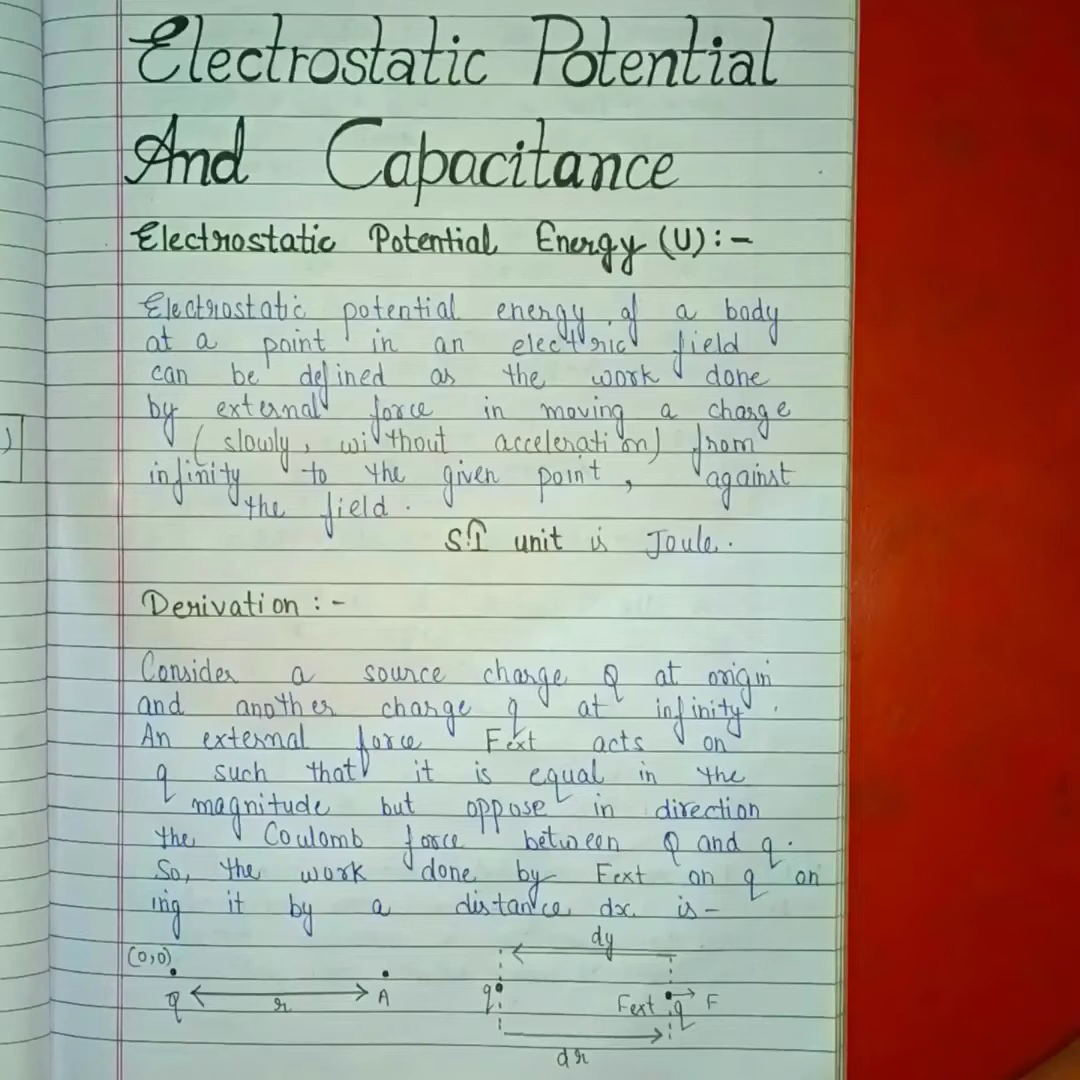 Electrostatic Potential
And Capacitance
Electrostatic Potential Energy (U):-
Electrostatic potential energy of a body
at a point in an electric field
can be defined as the work done
by external force in moving a charge
(slowly, without acceleration) from
infinity to the given point, against
the field.
SI unit is Joule.
Derivation :-
Consider a source charge Q at origin
and another charge q at infinity.
An external force Fext acts on
q such that it is equal in the
magnitude but oppose in direction
the Coulomb force between Q and q.
So, the work done by Fext on q on
ing it by a distance dx is-
(0,0)
dy
Q r A q Fext q F
dr
)